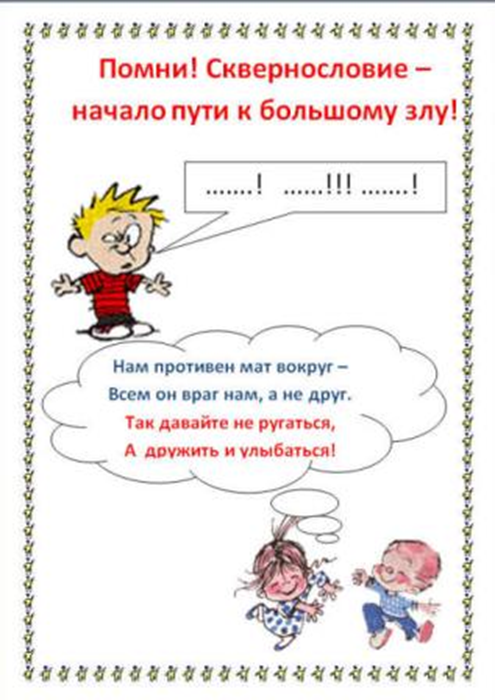 Помни! Сквернословие –
начало пути к большому злу!
.......! ......!!! .......!
Нам противен мат вокруг –
Всем он враг нам, а не друг.
Так давайте не ругаться,
А дружить и улыбаться!